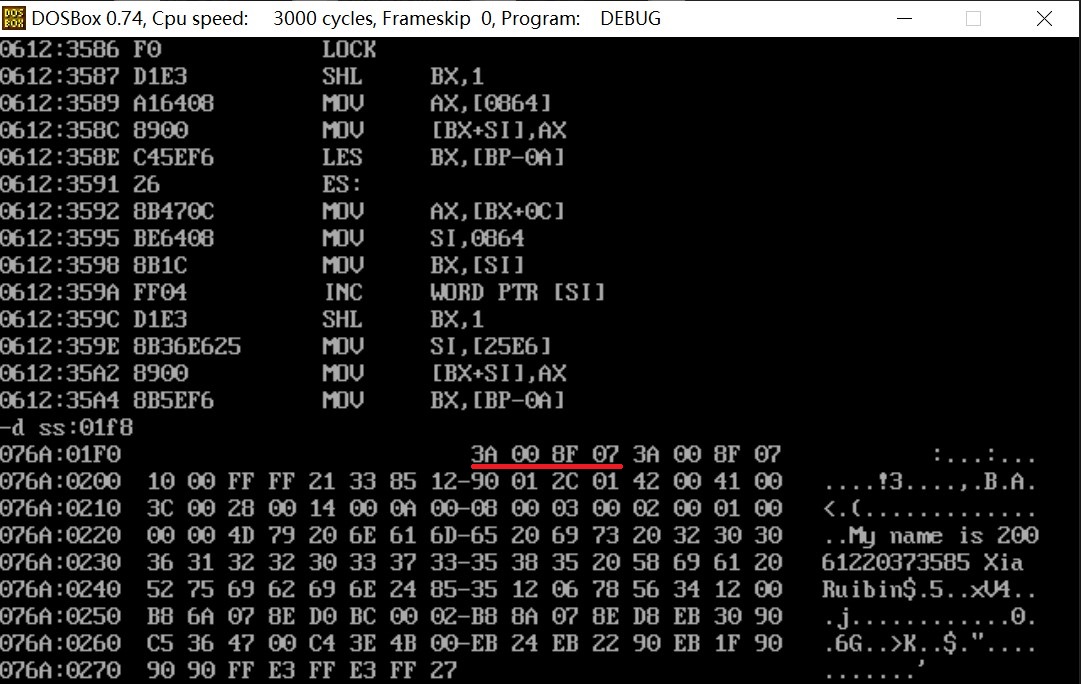 DOSBox 0.74, Cpu speed: 3000 cycles, Frameskip 0, Program: DEBUG
0612:3586 F0 LOCK
0612:3587 D1E3 SHL BX,1
0612:3589 A16408 MOV AX,[0864]
0612:358C 8900 MOV [BX+SI],AX
0612:358E C45EF6 LES BX,[BP-0A]
0612:3591 26 ES:
0612:3592 8B470C MOV AX,[BX+0C]
0612:3595 BE6408 MOV SI,0864
0612:3598 8B1C MOV BX,[SI]
0612:359A FF04 INC WORD PTR [SI]
0612:359C D1E3 SHL BX,1
0612:359E 8B36E625 MOV SI,[25E6]
0612:35A2 8900 MOV [BX+SI],AX
0612:35A4 8B5EF6 MOV BX,[BP-0A]
-d ss:01f8
076A:01F0 3A 00 8F 07 3A 00 8F 07 :...:...
076A:0200 10 00 FF FF 21 33 85 12-90 01 2C 01 42 00 41 00 ....!3....,.B.A.
076A:0210 3C 00 28 00 14 00 0A 00-08 00 03 00 02 00 01 00 <.(.............
076A:0220 00 00 4D 79 20 6E 61 6D-65 20 69 73 20 32 30 30 ..My name is 200
076A:0230 36 31 32 32 30 33 37 33-35 38 35 20 58 69 61 20 61220373585 Xia
076A:0240 52 75 69 62 69 6E 24 85-35 12 06 78 56 34 12 00 Ruibin$.5..xV4..
076A:0250 B8 6A 07 8E D0 BC 00 02-B8 8A 07 8E D8 EB 30 90 .j............0.
076A:0260 C5 36 47 00 C4 3E 4B 00-EB 24 EB 22 90 EB 1F 90 .6G..>K..$."....
076A:0270 90 90 FF E3 FF E3 FF 27 .......'